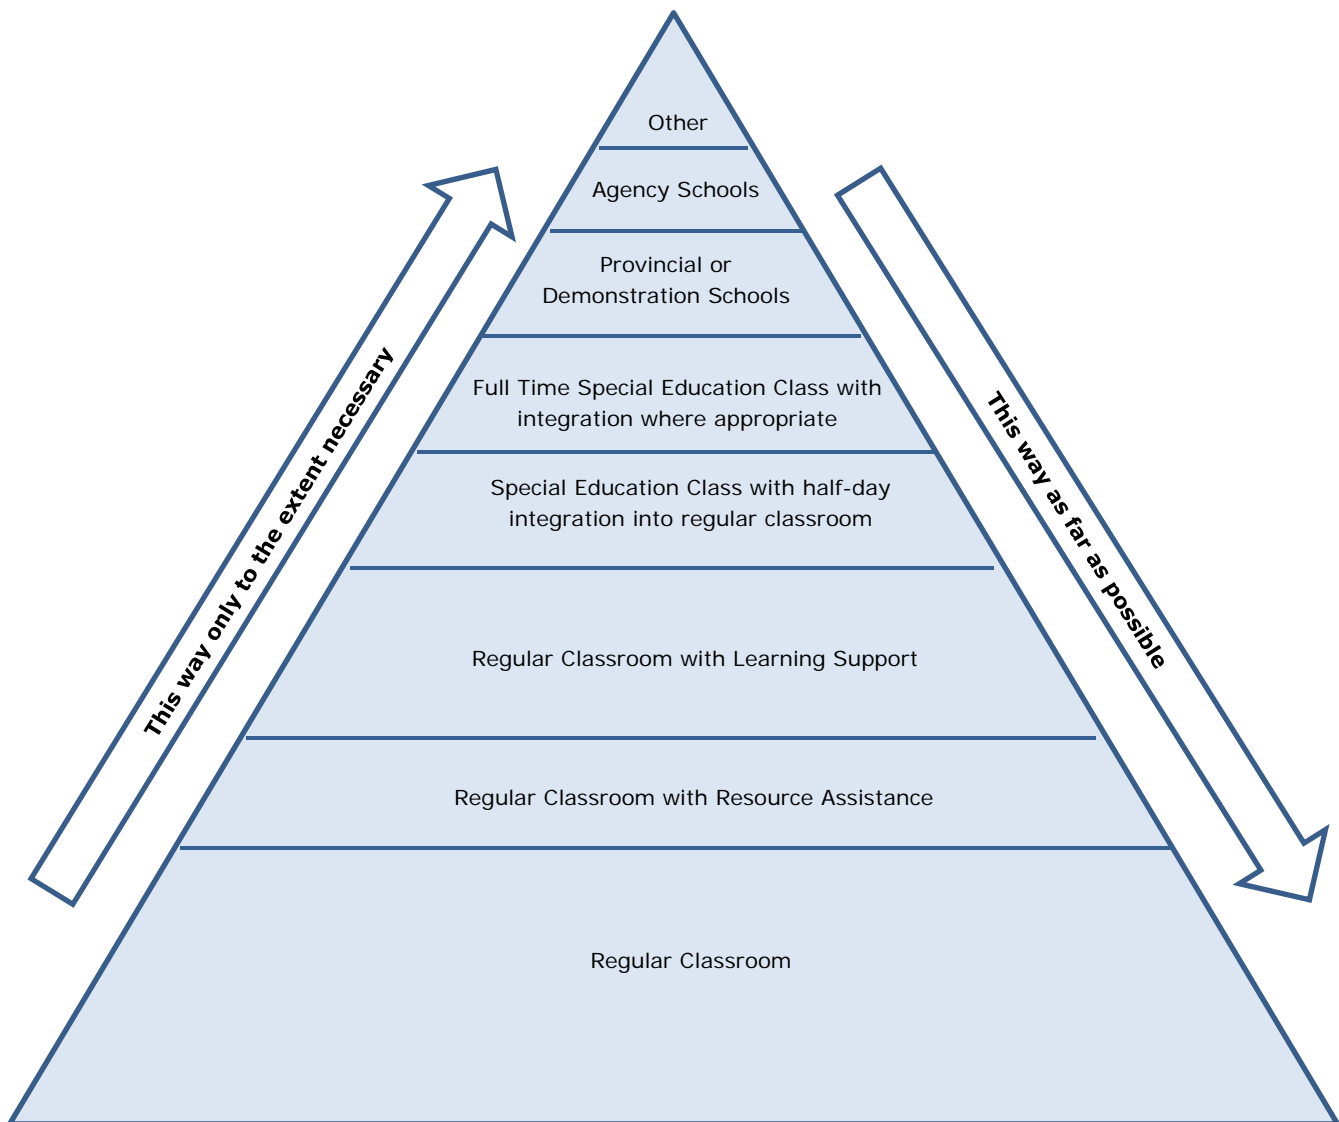 Other
Agency Schools
Provincial or
Demonstration Schools
Full Time Special Education Class with
integration where appropriate
Special Education Class with half-day
integration into regular classroom
Regular Classroom with Learning Support
Regular Classroom with Resource Assistance
Regular Classroom
This way only to the extent necessary
This way as far as possible